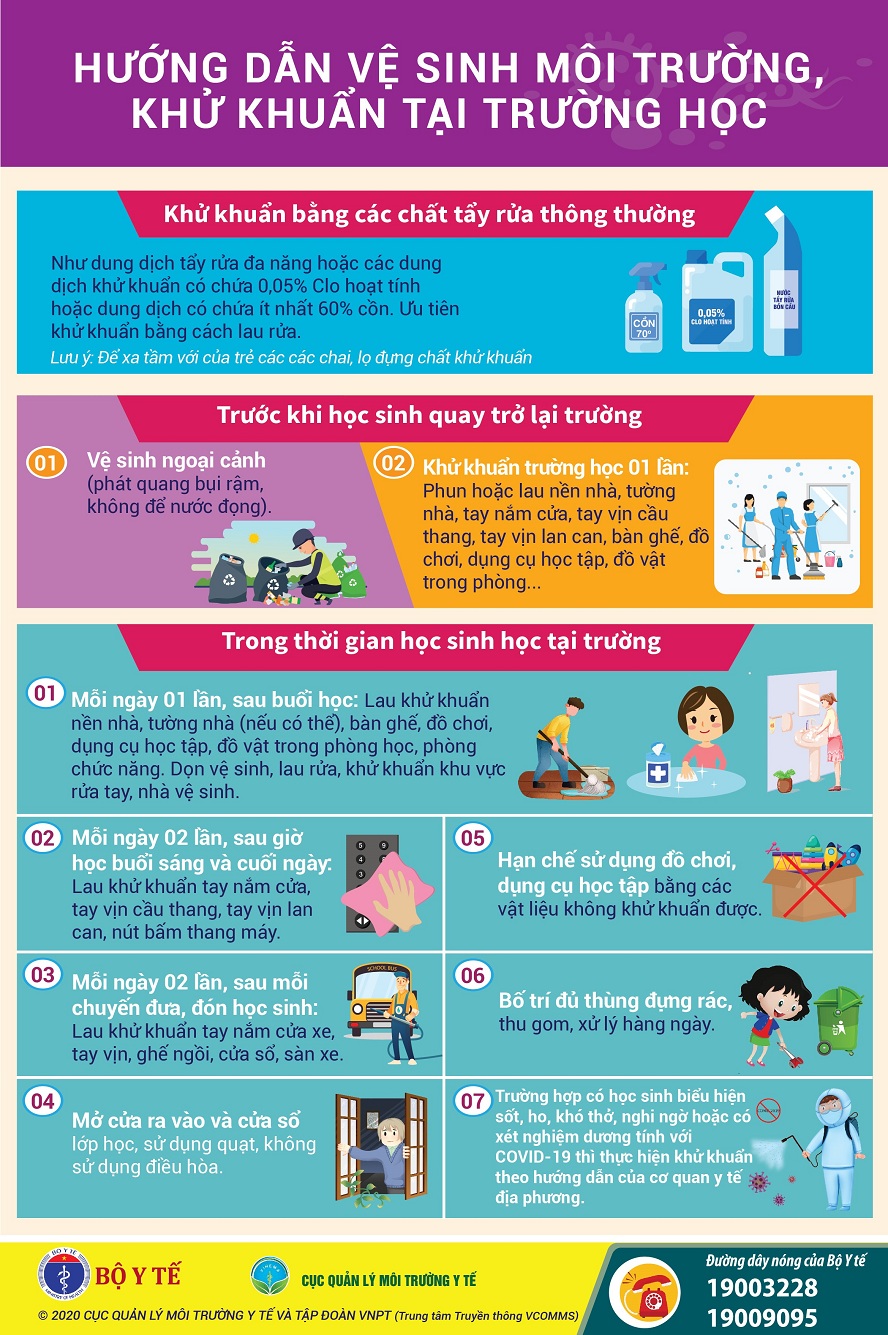 HƯỚNG DẪN VỆ SINH MÔI TRƯỜNG,
KHỬ KHUẨN TẠI TRƯỜNG HỌC
Khử khuẩn bằng các chất tẩy rửa thông thường
Như dung dịch tẩy rửa đa năng hoặc các dung
dịch khử khuẩn có chứa 0,05% Clo hoạt tính
hoặc dung dịch có chứa ít nhất 60% cồn. Ưu tiên
khử khuẩn bằng cách lau rửa.
Lưu ý: Để xa tầm với của trẻ các các chai, lọ đựng chất khử khuẩn
CỒN
70º
0,05%
CLO HOẠT TÍNH
NƯỚC
TẨY RỬA
BỒN CẦU
Trước khi học sinh quay trở lại trường
01
Vệ sinh ngoại cảnh
(phát quang bụi rậm,
không để nước đọng).
02
Khử khuẩn trường học 01 lần:
Phun hoặc lau nền nhà, tường
nhà, tay nắm cửa, tay vịn cầu
thang, tay vịn lan can, bàn ghế, đồ
chơi, dụng cụ học tập, đồ vật
trong phòng...
Trong thời gian học sinh học tại trường
01
Mỗi ngày 01 lần, sau buổi học: Lau khử khuẩn
nền nhà, tường nhà (nếu có thể), bàn ghế, đồ chơi,
dụng cụ học tập, đồ vật trong phòng học, phòng
chức năng. Dọn vệ sinh, lau rửa, khử khuẩn khu vực
rửa tay, nhà vệ sinh.
02
Mỗi ngày 02 lần, sau giờ
học buổi sáng và cuối ngày:
Lau khử khuẩn tay nắm cửa,
tay vịn cầu thang, tay vịn lan
can, nút bấm thang máy.
03
Mỗi ngày 02 lần, sau mỗi
chuyến đưa, đón học sinh:
Lau khử khuẩn tay nắm cửa xe,
tay vịn, ghế ngồi, cửa sổ, sàn xe.
SCHOOL BUS
04
Mở cửa ra vào và cửa sổ
lớp học, sử dụng quạt, không
sử dụng điều hòa.
05
Hạn chế sử dụng đồ chơi,
dụng cụ học tập bằng các
vật liệu không khử khuẩn được.
06
Bố trí đủ thùng đựng rác,
thu gom, xử lý hàng ngày.
07
Trường hợp có học sinh biểu hiện
sốt, ho, khó thở, nghi ngờ hoặc có
xét nghiệm dương tính với
COVID-19 thì thực hiện khử khuẩn
theo hướng dẫn của cơ quan y tế
địa phương.
BỘ Y TẾ
BỘ Y TẾ
CỤC QUẢN LÝ MÔI TRƯỜNG Y TẾ
© 2020 CỤC QUẢN LÝ MÔI TRƯỜNG Y TẾ VÀ TẬP ĐOÀN VNPT (Trung tâm Truyền thông VCOMMS)
Đường dây nóng của Bộ Y tế
19003228
19009095